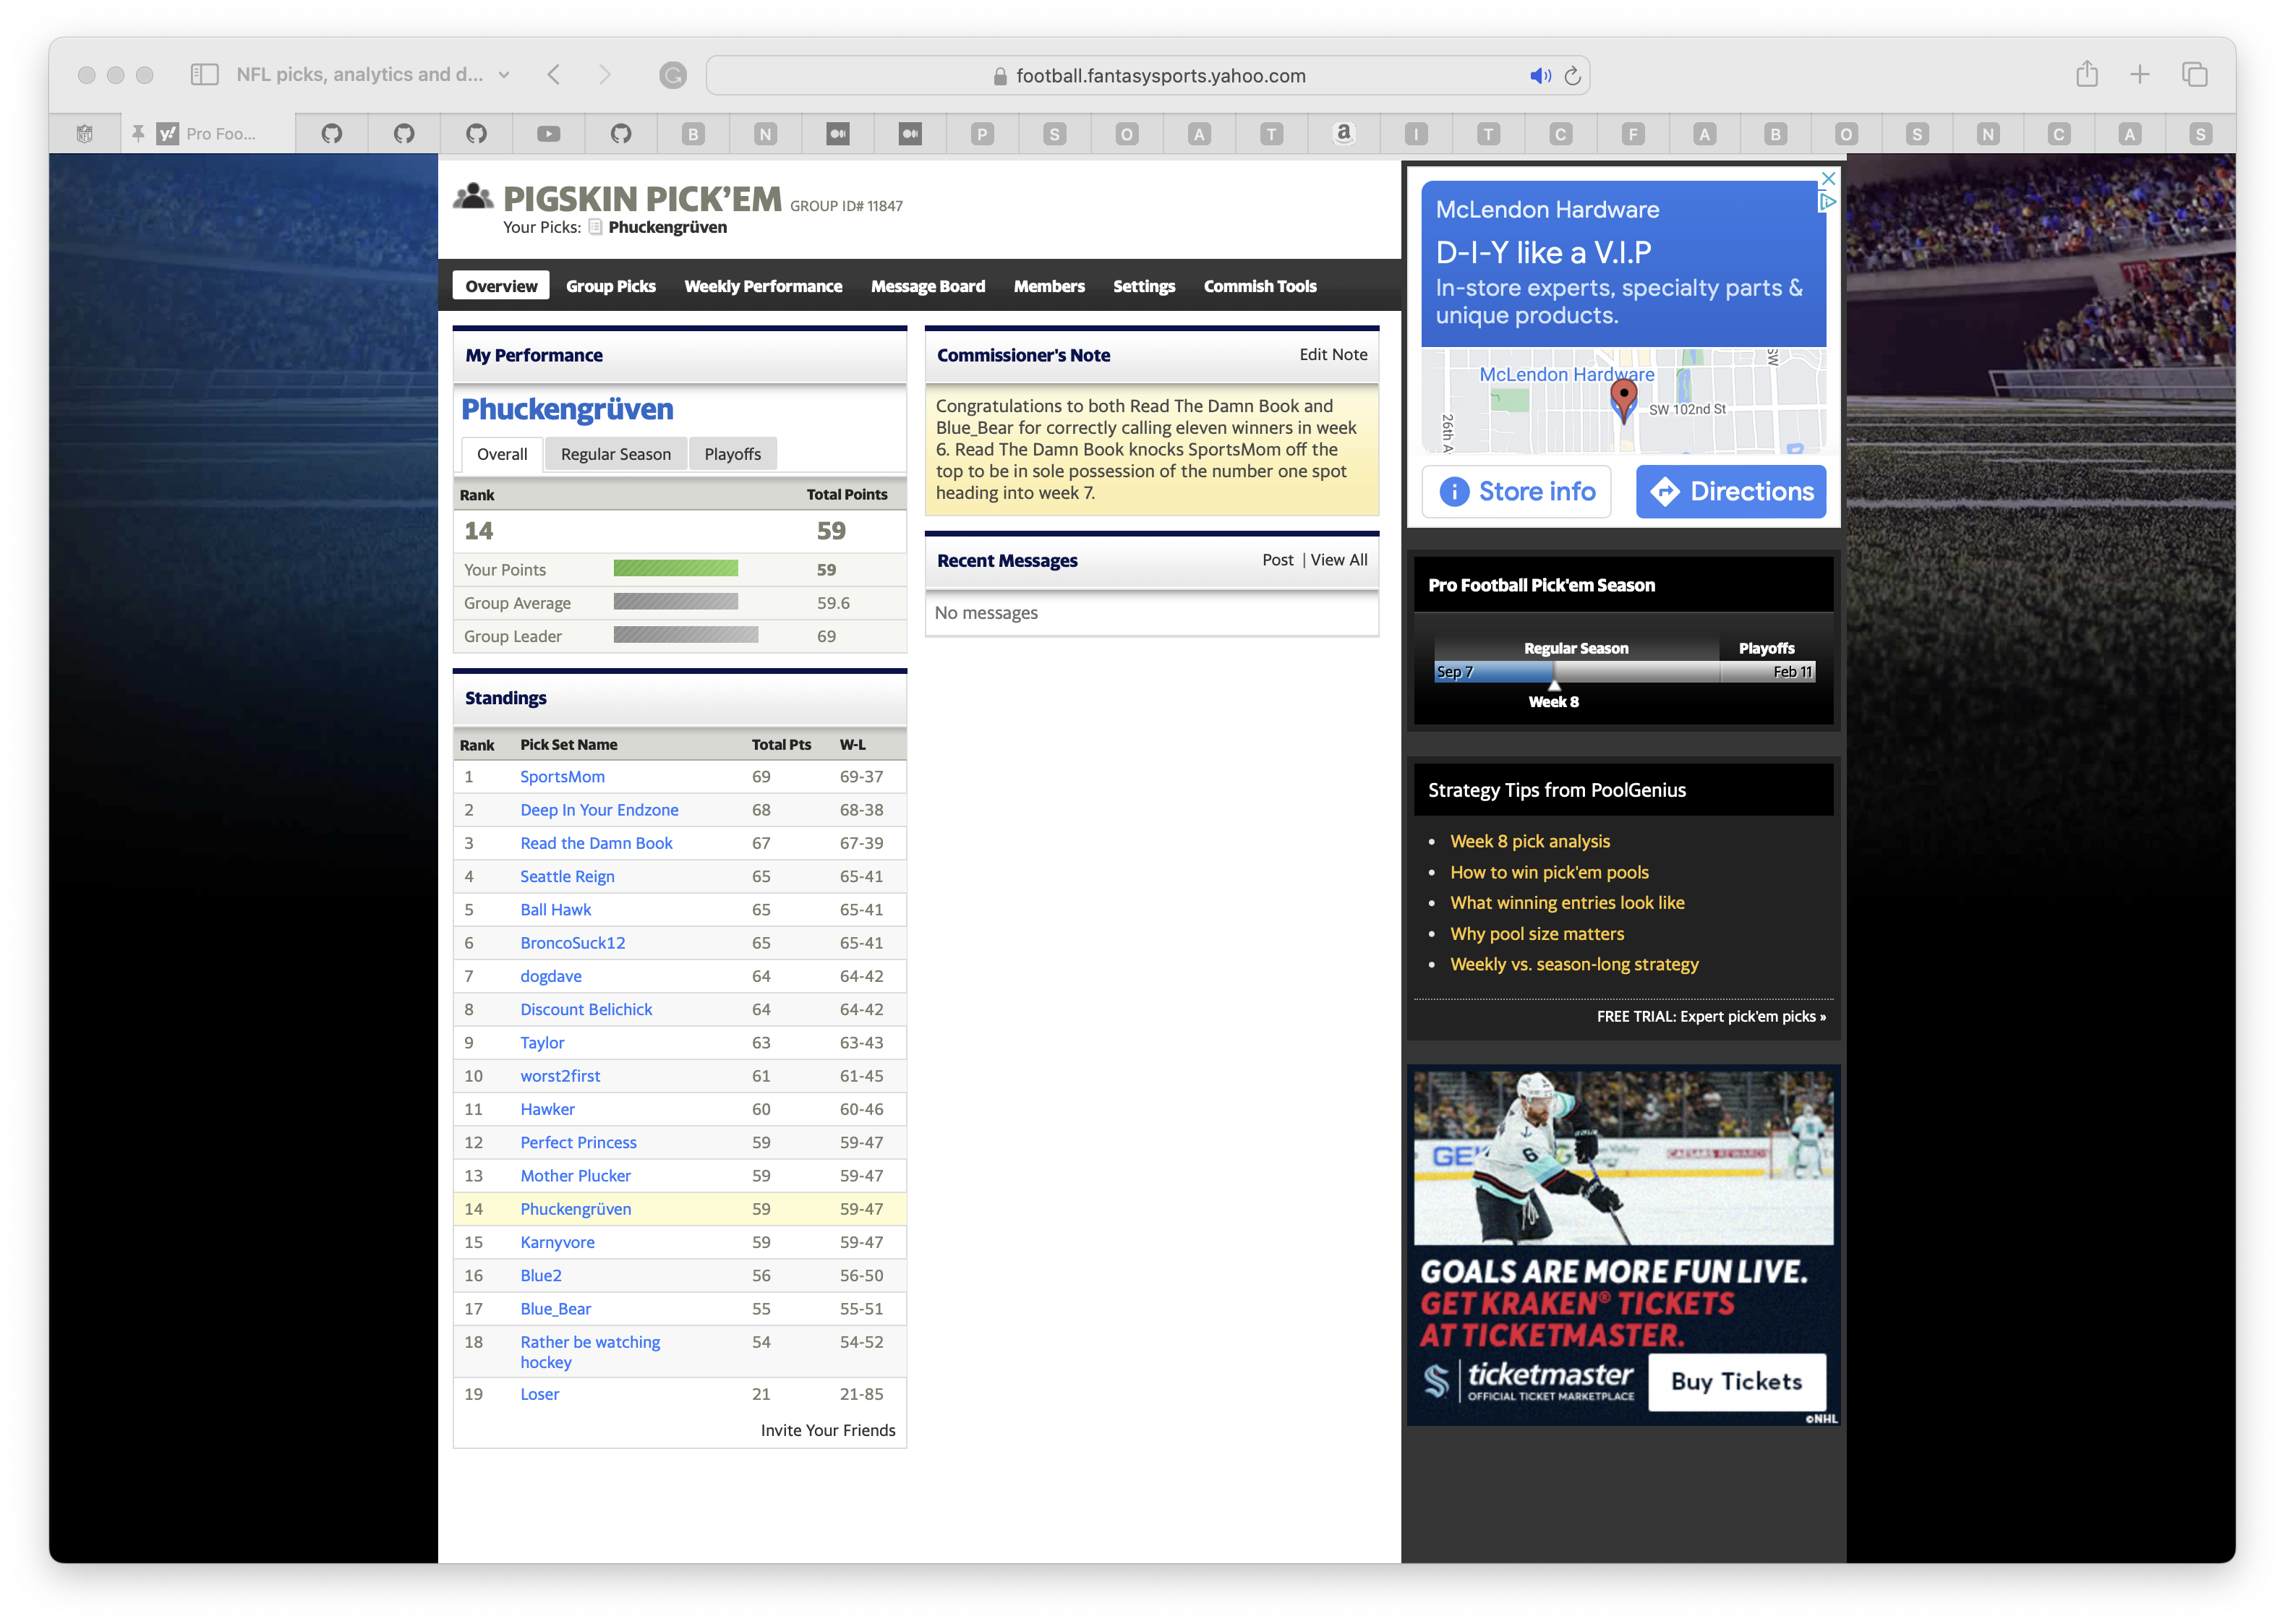 NFL picks, analytics and d...
football.fantasysports.yahoo.com
y! Pro Foo... B N P S O A T a I T C F A B O S N C A S
PIGSKIN PICK'EM GROUP ID# 11847
Your Picks: Phuckengrüven
Overview Group Picks Weekly Performance Message Board Members Settings Commish Tools
My Performance
Phuckengrüven
Overall Regular Season Playoffs
Rank Total Points
14 59
Your Points 59
Group Average 59.6
Group Leader 69
Standings
Rank Pick Set Name Total Pts W-L
1 SportsMom 69 69-37
2 Deep In Your Endzone 68 68-38
3 Read the Damn Book 67 67-39
4 Seattle Reign 65 65-41
5 Ball Hawk 65 65-41
6 BroncoSuck12 65 65-41
7 dogdave 64 64-42
8 Discount Belichick 64 64-42
9 Taylor 63 63-43
10 worst2first 61 61-45
11 Hawker 60 60-46
12 Perfect Princess 59 59-47
13 Mother Plucker 59 59-47
14 Phuckengrüven 59 59-47
15 Karnyvore 59 59-47
16 Blue2 56 56-50
17 Blue_Bear 55 55-51
18 Rather be watching 54 54-52
hockey
19 Loser 21 21-85
Invite Your Friends
Commissioner's Note Edit Note
Congratulations to both Read The Damn Book and
Blue_Bear for correctly calling eleven winners in week
6. Read The Damn Book knocks SportsMom off the
top to be in sole possession of the number one spot
heading into week 7.
Recent Messages Post | View All
No messages
McLendon Hardware
D-I-Y like a V.I.P
In-store experts, specialty parts &
unique products.
McLendon Hardware
SW 102nd St
26th A
SW
Store info Directions
Pro Football Pick'em Season
Regular Season Playoffs
Sep 7 Feb 11
Week 8
Strategy Tips from PoolGenius
• Week 8 pick analysis
• How to win pick'em pools
• What winning entries look like
• Why pool size matters
• Weekly vs. season-long strategy
FREE TRIAL: Expert pick'em picks »
6
GOALS ARE MORE FUN LIVE.
GET KRAKEN® TICKETS
AT TICKETMASTER.
ticketmaster
OFFICIAL TICKET MARKETPLACE
Buy Tickets
©NHL